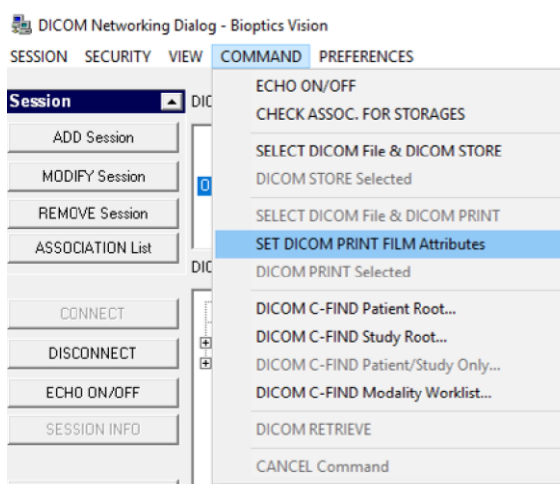 DICOM Networking Dialog - Bioptics Vision
SESSION SECURITY VIEW COMMAND PREFERENCES
Session
DIC
ADD Session
MODIFY Session
REMOVE Session
ASSOCIATION List
DIC
CONNECT
DISCONNECT
ECHO ON/OFF
SESSION INFO
ECHO ON/OFF
CHECK ASSOC. FOR STORAGES
SELECT DICOM File & DICOM STORE
DICOM STORE Selected
SELECT DICOM File & DICOM PRINT
SET DICOM PRINT FILM Attributes
DICOM PRINT Selected
DICOM C-FIND Patient Root...
DICOM C-FIND Study Root...
DICOM C-FIND Patient/Study Only...
DICOM C-FIND Modality Worklist...
DICOM RETRIEVE
CANCEL Command